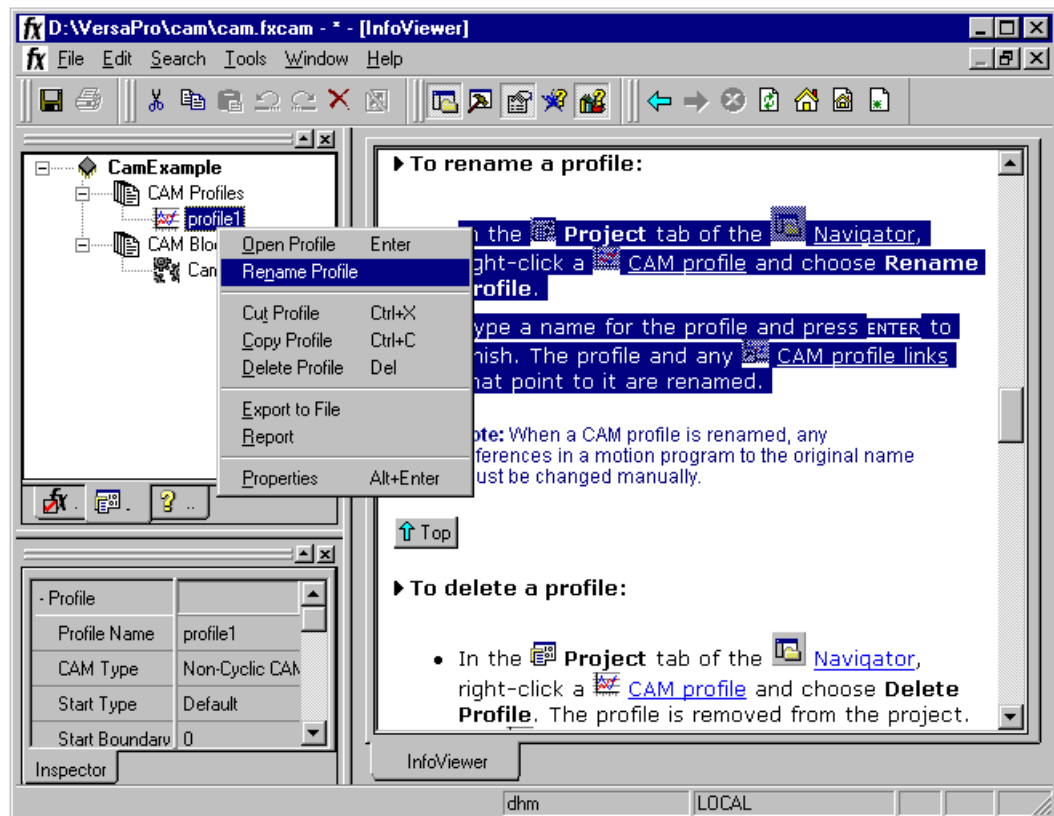 D:\VersaPro\cam\cam.fxcam - * - [InfoViewer]
File Edit Search Tools Window Help
CamExample
CAM Profiles
profile1
CAM Bloc
Can
Open Profile Enter
Rename Profile
Cut Profile Ctrl+X
Copy Profile Ctrl+C
Delete Profile Del
Export to File
Report
Properties Alt+Enter
- Profile
Profile Name profile1
CAM Type Non-Cyclic CAM
Start Type Default
Start Boundary 0
Inspector
To rename a profile:
n the Project tab of the Navigator,
ght-click a CAM profile and choose Rename
rofile.
ype a name for the profile and press ENTER to
nish. The profile and any CAM profile links
hat point to it are renamed.
ote: When a CAM profile is renamed, any
ferences in a motion program to the original name
ust be changed manually.
Top
To delete a profile:
• In the Project tab of the Navigator,
right-click a CAM profile and choose Delete
Profile. The profile is removed from the project.
InfoViewer
dhm LOCAL